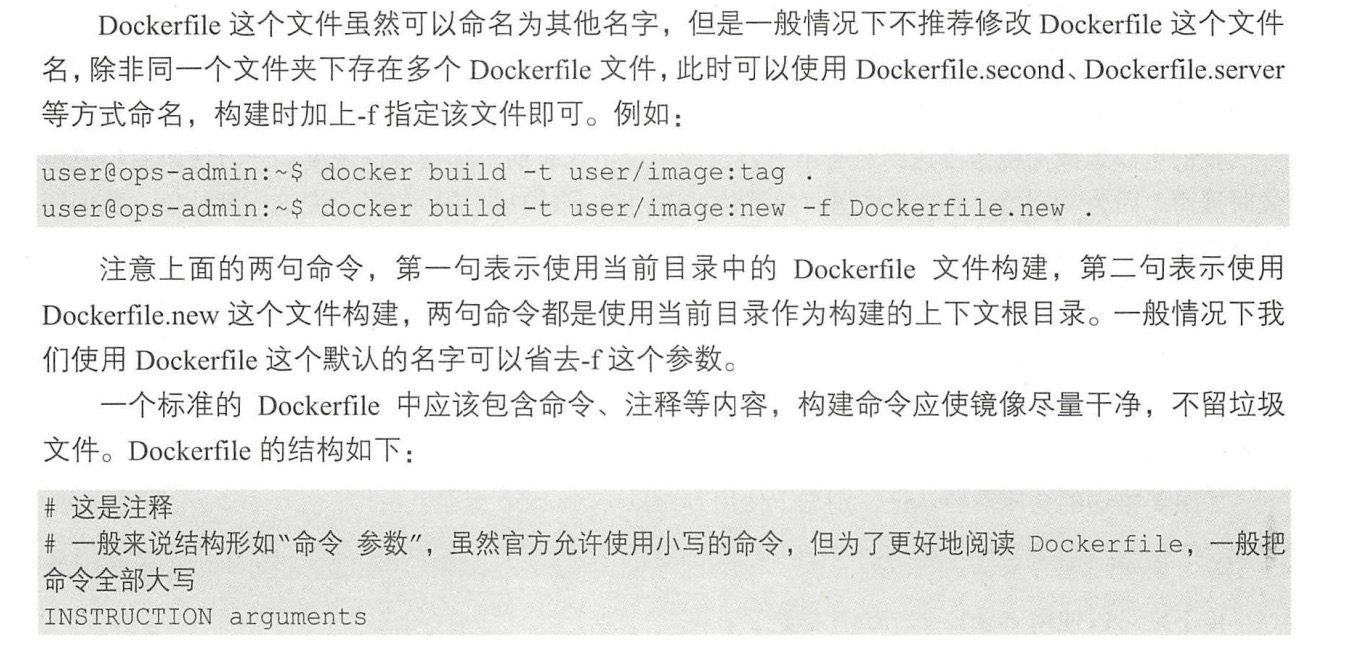 Dockerfile 这个文件虽然可以命名为其他名字，但是一般情况下不推荐修改 Dockerfile 这个文件
名，除非同一个文件夹下存在多个 Dockerfile 文件，此时可以使用 Dockerfile.second、Dockerfile.server
等方式命名，构建时加上-f 指定该文件即可。例如：
user@ops-admin:~$ docker build -t user/image:tag .
user@ops-admin:~$ docker build -t user/image:new -f Dockerfile.new .
注意上面的两句命令，第一句表示使用当前目录中的 Dockerfile 文件构建，第二句表示使用
Dockerfile.new 这个文件构建，两句命令都是使用当前目录作为构建的上下文根目录。一般情况下我
们使用 Dockerfile 这个默认的名字可以省去-f 这个参数。
一个标准的 Dockerfile 中应该包含命令、注释等内容，构建命令应使镜像尽量干净，不留垃圾
文件。Dockerfile 的结构如下：
# 这是注释
# 一般来说结构形如“命令 参数”，虽然官方允许使用小写的命令，但为了更好地阅读 Dockerfile，一般把
命令全部大写
INSTRUCTION arguments